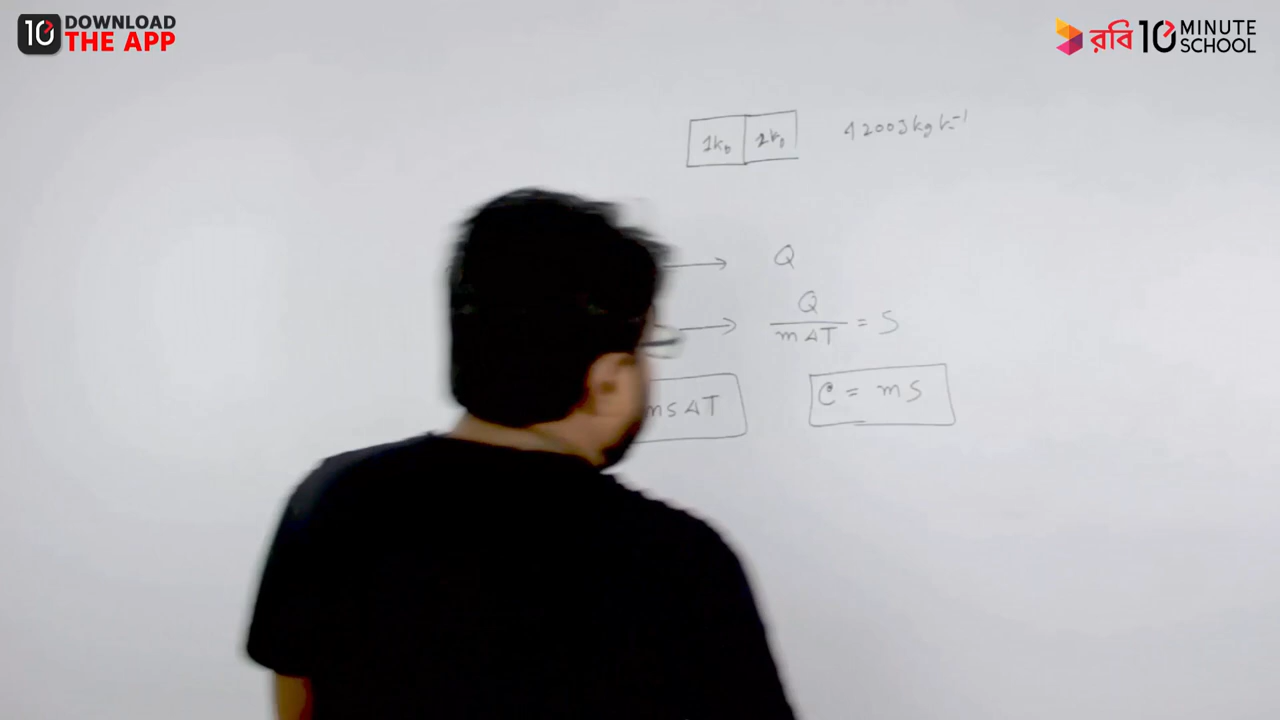 DOWNLOAD
THE APP
রবি 10 MINUTE
SCHOOL
1kg 2kg 4200Jkg k-1
Q
Q
mΔT = S
msΔT
C = mS